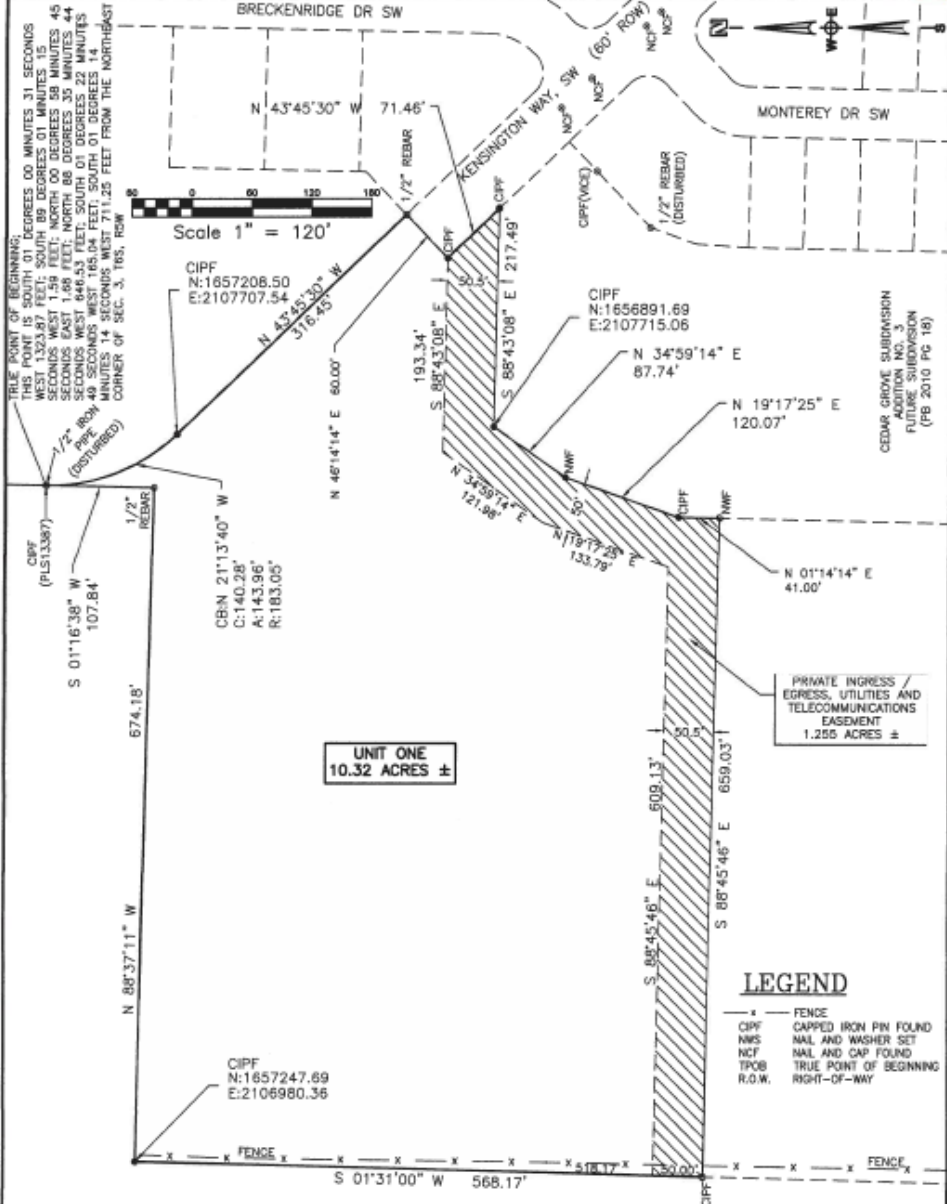 TRUE POINT OF BEGINNING:
THIS POINT IS SOUTH 01 DEGREES 00 MINUTES 31 SECONDS
WEST 1323.87 FEET; SOUTH 89 DEGREES 01 MINUTES 15
SECONDS WEST 1.59 FEET; NORTH 00 DEGREES 58 MINUTES 45
SECONDS EAST 1.68 FEET; NORTH 88 DEGREES 35 MINUTES 44
SECONDS WEST 646.53 FEET; SOUTH 01 DEGREES 22 MINUTES
49 SECONDS WEST 165.04 FEET; SOUTH 01 DEGREES 14
MINUTES 14 SECONDS WEST 711.25 FEET FROM THE NORTHEAST
CORNER OF SEC. 3, T6S, R5W
BRECKENRIDGE DR SW
KENSINGTON WAY, SW (60' ROW)
NCF
NCF
NCF
NCF
N
W E
S
MONTEREY DR SW
N 43°45'30" W 71.46'
1/2" REBAR
60 0 60 120 180
Scale 1" = 120'
CIPF
CIPF
CIPF(VICE)
1/2" REBAR
(DISTURBED)
CIPF
N:1657208.50
E:2107707.54
N 43°45'30" W
316.45'
N 46°14'14" E 60.00'
50.5'
193.34'
S 88°43'08" E
S 88°43'08" E 217.49'
CIPF
N:1656891.69
E:2107715.06
N 34°59'14" E
87.74'
N 19°17'25" E
120.07'
CEDAR GROVE SUBDIVISION
ADDITION NO. 3
FUTURE SUBDIVISION
(PB 2010 PG 18)
1/2" IRON
PIPE
(DISTURBED)
CIPF
(PLS13387)
S 01°16'38" W
107.84'
1/2"
REBAR
CB:N 21°13'40" W
C:140.28'
A:143.96'
R:183.05'
N 34°59'14" E
121.98'
NWF
50'
N 19°17'25" E
133.79'
CIPF
NWF
N 01°14'14" E
41.00'
674.18'
N 88°37'11" W
UNIT ONE
10.32 ACRES ±
PRIVATE INGRESS /
EGRESS, UTILITIES AND
TELECOMMUNICATIONS
EASEMENT
1.255 ACRES ±
50.5'
609.13'
S 88°45'46" E
659.03'
S 88°45'46" E
LEGEND
x FENCE
CIPF CAPPED IRON PIN FOUND
NWS NAIL AND WASHER SET
NCF NAIL AND CAP FOUND
TPOB TRUE POINT OF BEGINNING
R.O.W. RIGHT-OF-WAY
CIPF
N:1657247.69
E:2106980.36
FENCE
518.17'
50.00'
FENCE
S 01°31'00" W 568.17'
CIPF